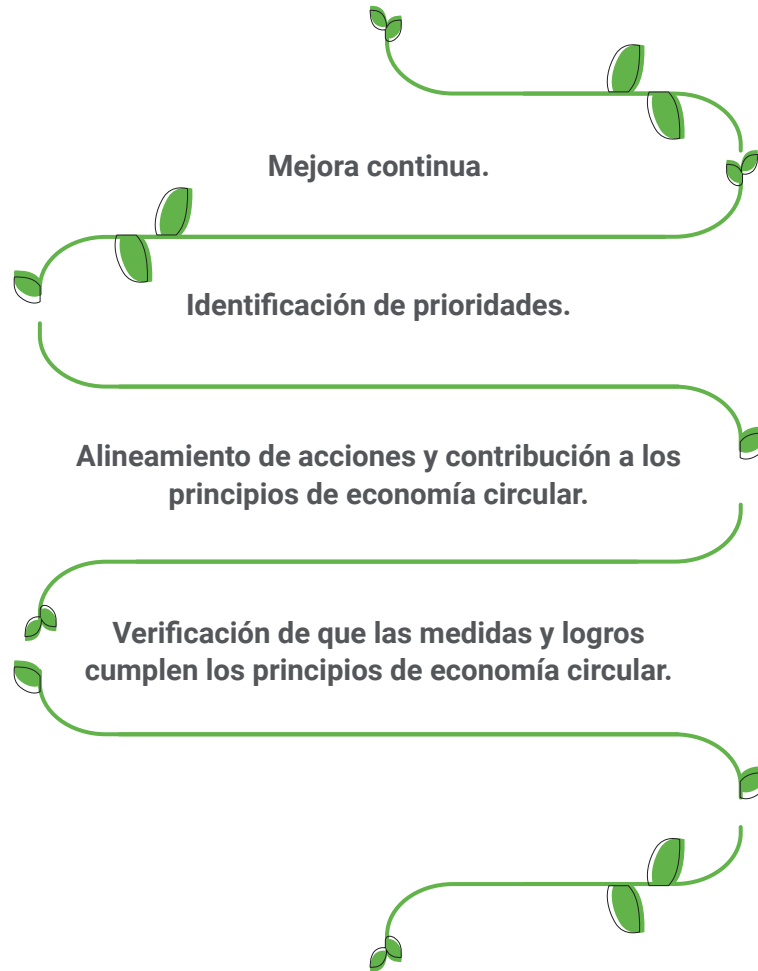 Mejora continua.
Identificación de prioridades.
Alineamiento de acciones y contribución a los
principios de economía circular.
Verificación de que las medidas y logros
cumplen los principios de economía circular.